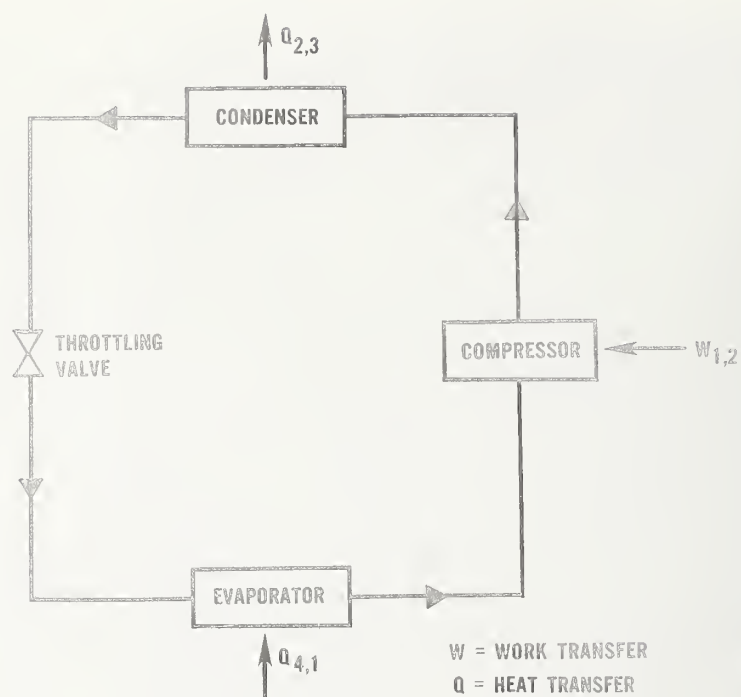 Q2,3
CONDENSER
THROTTLING
VALVE
COMPRESSOR
W1,2
EVAPORATOR
Q4,1
W = WORK TRANSFER
Q = HEAT TRANSFER